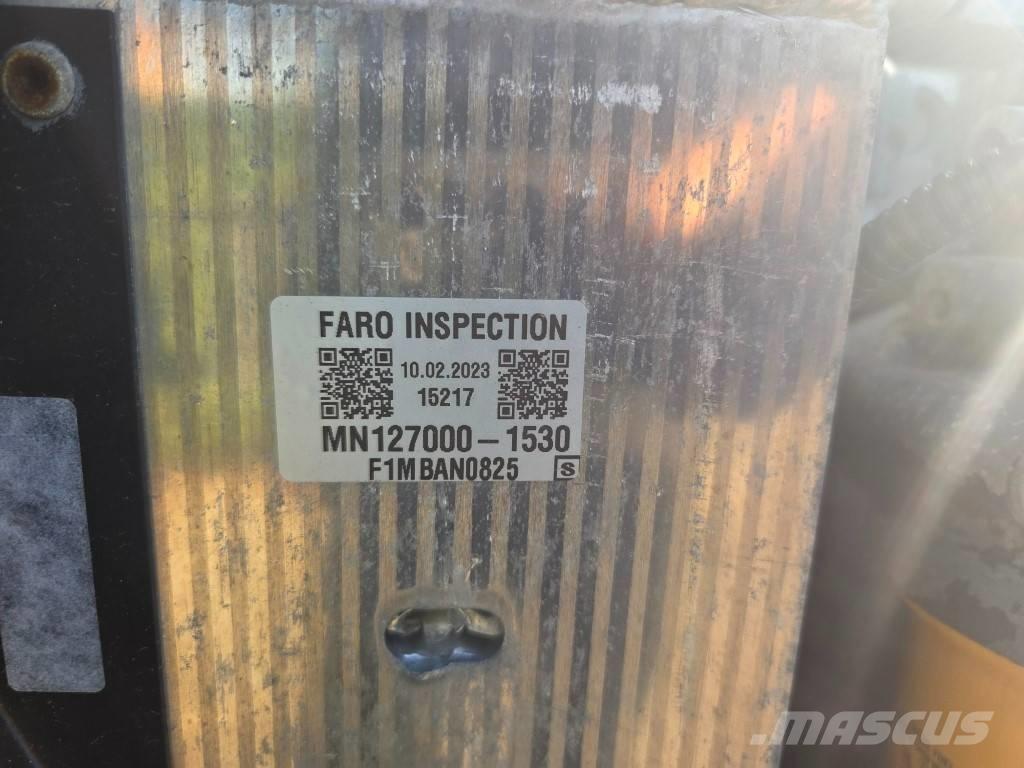 FARO INSPECTION
10.02.2023
15217
MN127000-1530
F1MBAN0825 S
MASCUS